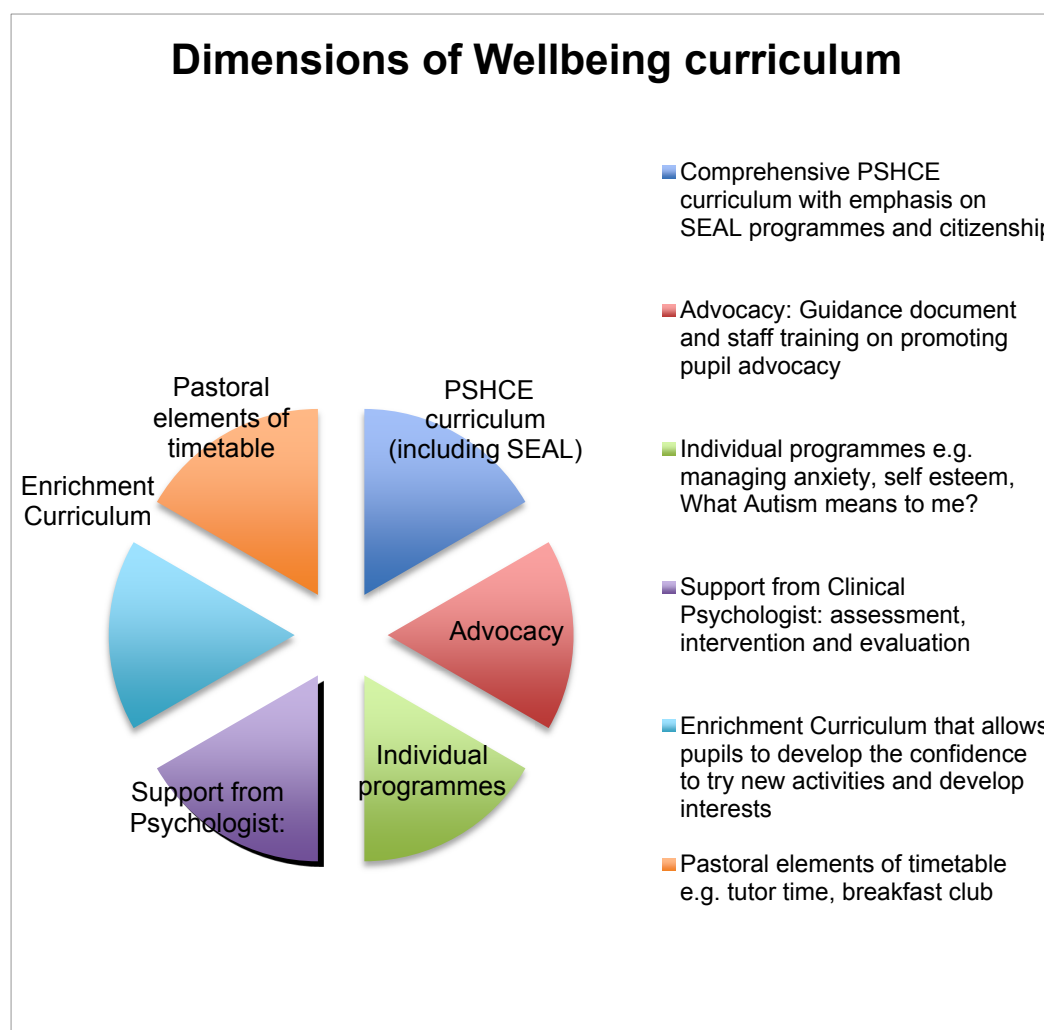 Dimensions of Wellbeing curriculum
Pastoral
elements of
timetable
PSHCE
curriculum
(including SEAL)
Enrichment
Curriculum
Advocacy
Individual
programmes
Support from
Psychologist:
Comprehensive PSHCE
curriculum with emphasis on
SEAL programmes and citizenship
Advocacy: Guidance document
and staff training on promoting
pupil advocacy
Individual programmes e.g.
managing anxiety, self esteem,
What Autism means to me?
Support from Clinical
Psychologist: assessment,
intervention and evaluation
Enrichment Curriculum that allows
pupils to develop the confidence
to try new activities and develop
interests
Pastoral elements of timetable
e.g. tutor time, breakfast club